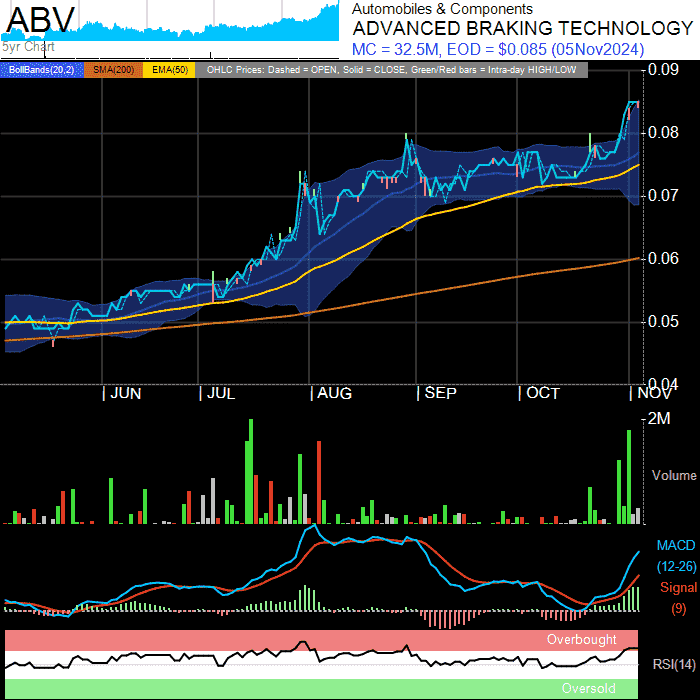 ABV
5yr Chart
Automobiles & Components
ADVANCED BRAKING TECHNOLOGY
MC = 32.5M, EOD = $0.085 (05Nov2024)
BollBands(20,2) SMA(200) EMA(50) OHLC Prices: Dashed = OPEN, Solid = CLOSE, Green/Red bars = Intra-day HIGH/LOW
0.09
0.08
0.07
0.06
0.05
0.04
JUN JUL AUG SEP OCT NOV
2M
Volume
MACD
(12-26)
Signal
(9)
Overbought
RSI(14)
Oversold